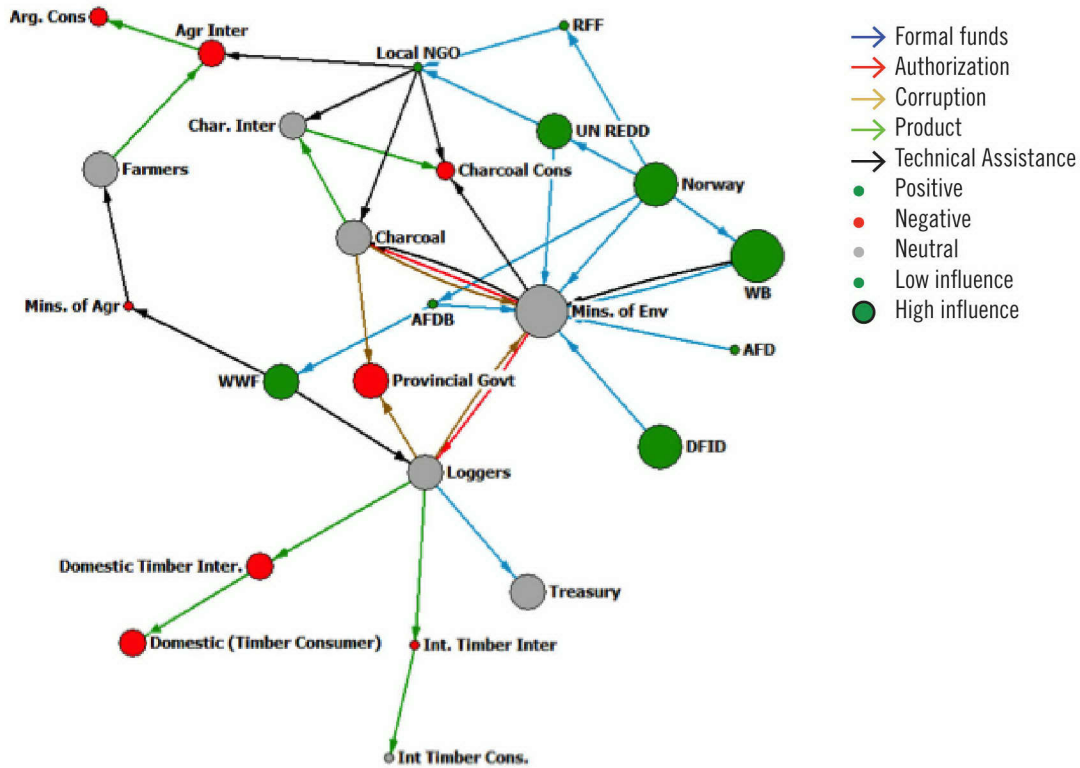 Arg. Cons
Agr Inter
RFF
Local NGO
Char. Inter
UN REDD
Farmers
Charcoal Cons
Norway
Charcoal
WB
Mins. of Agr
AFDB
Mins. of Env
AFD
WWF
Provincial Govt
DFID
Loggers
Domestic Timber Inter.
Treasury
Domestic (Timber Consumer)
Int. Timber Inter
Int Timber Cons.
Formal funds
Authorization
Corruption
Product
Technical Assistance
Positive
Negative
Neutral
Low influence
High influence